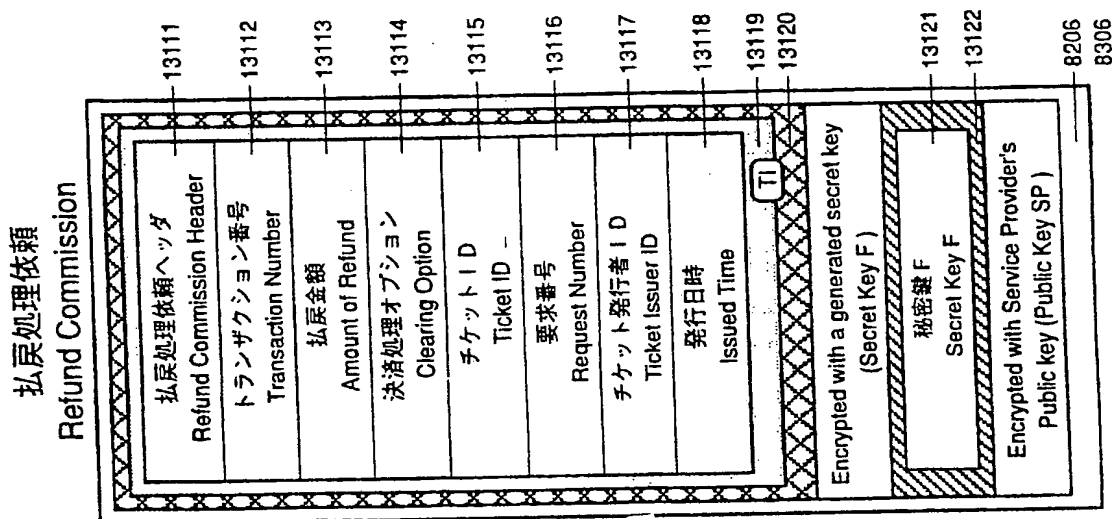 払戻処理依頼
Refund Commission
払戻処理依頼ヘッダ
Refund Commission Header
13111
トランザクション番号
Transaction Number
13112
払戻金額
Amount of Refund
13113
決済処理オプション
Clearing Option
13114
チケットID
Ticket ID
13115
要求番号
Request Number
13116
チケット発行者ID
Ticket Issuer ID
13117
発行日時
Issued Time
13118
TI
13119
13120
Encrypted with a generated secret key
(Secret Key F)
秘密鍵 F
Secret Key F
13121
13122
Encrypted with Service Provider's
Public key (Public Key SP )
8206
8306